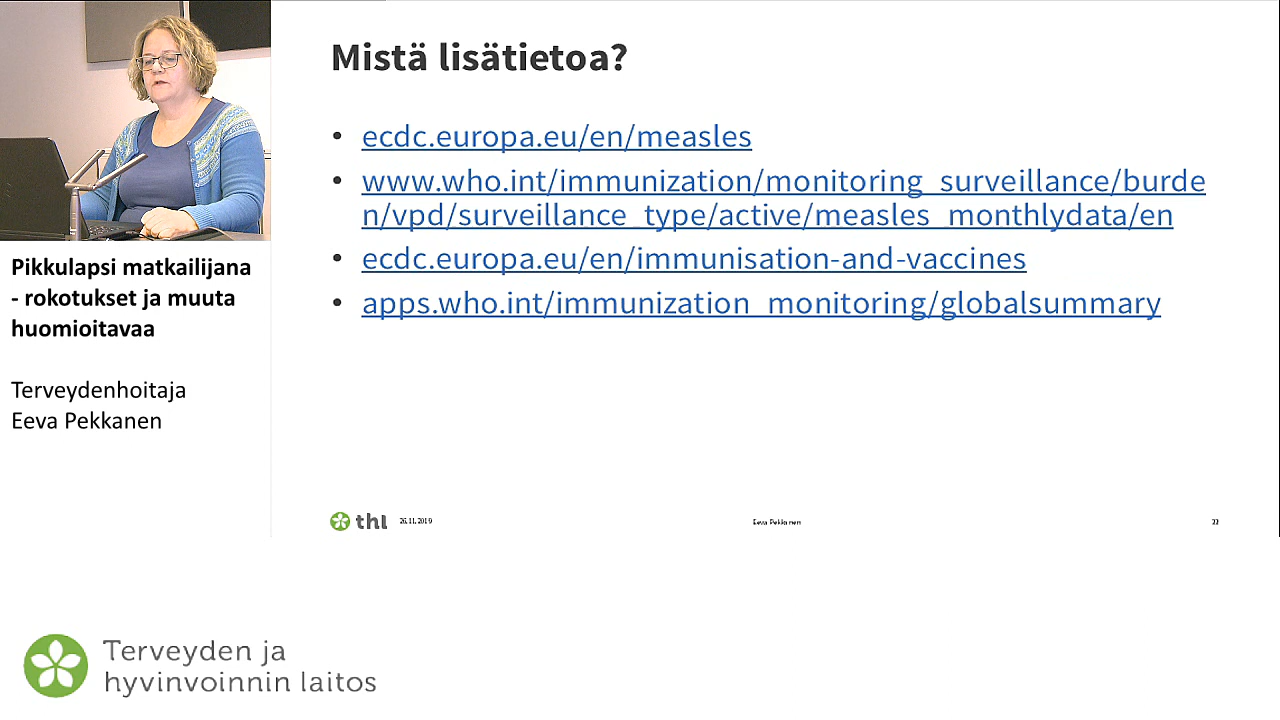 Mistä lisätietoa?
• ecdc.europa.eu/en/measles
• www.who.int/immunization/monitoring_surveillance/burde
n/vpd/surveillance_type/active/measles_monthlydata/en
• ecdc.europa.eu/en/immunisation-and-vaccines
• apps.who.int/immunization_monitoring/globalsummary
Pikkulapsi matkailijana
- rokotukset ja muuta
huomioitavaa
Terveydenhoitaja
Eeva Pekkanen
thl 26.11.2019 Eeva Pekkanen
Terveyden ja
hyvinvoinnin laitos